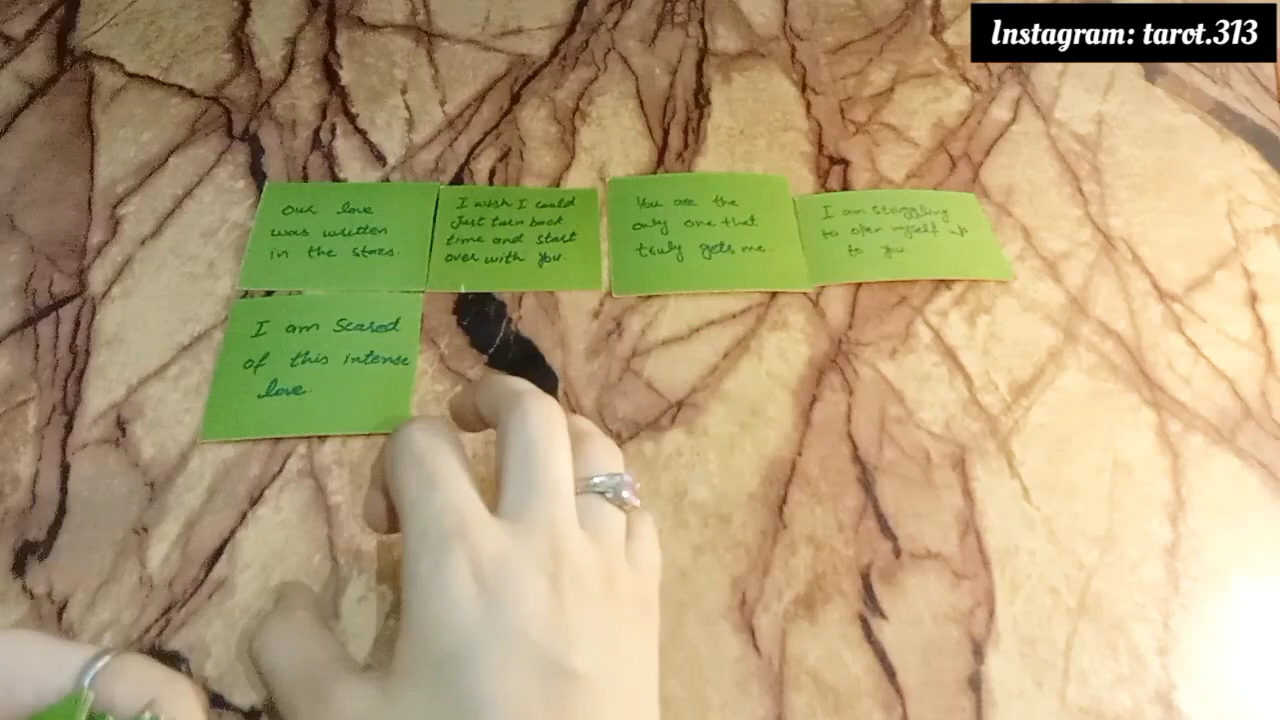 Instagram: tarot.313
Our love
was written
in the stars.
I wish I could
Just turn back
time and start
over with you.
You are the
only one that
truly gets me.
I am struggling
to open myself up
to you.
I am Scared
of this intense
love.